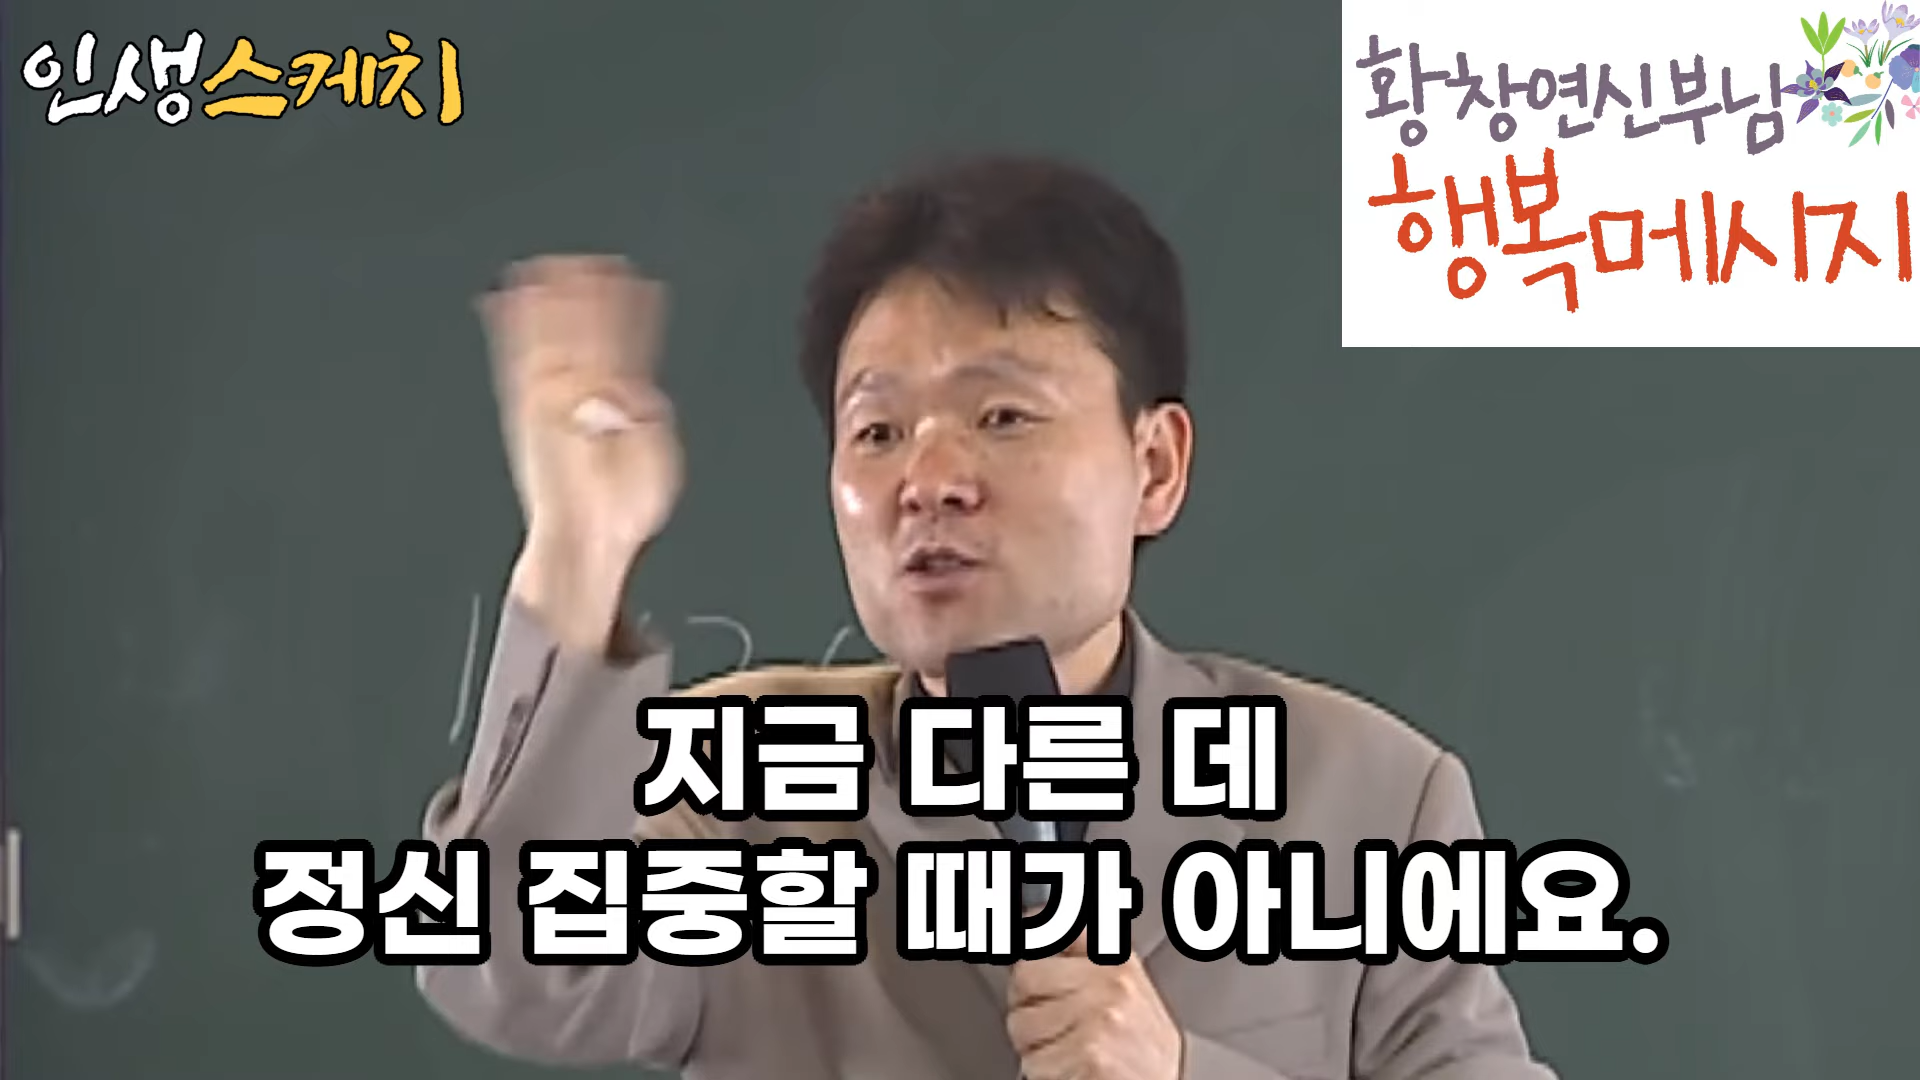 인생스케치
황창연신부님
행복메시지
지금 다른 데
정신 집중할 때가 아니에요.